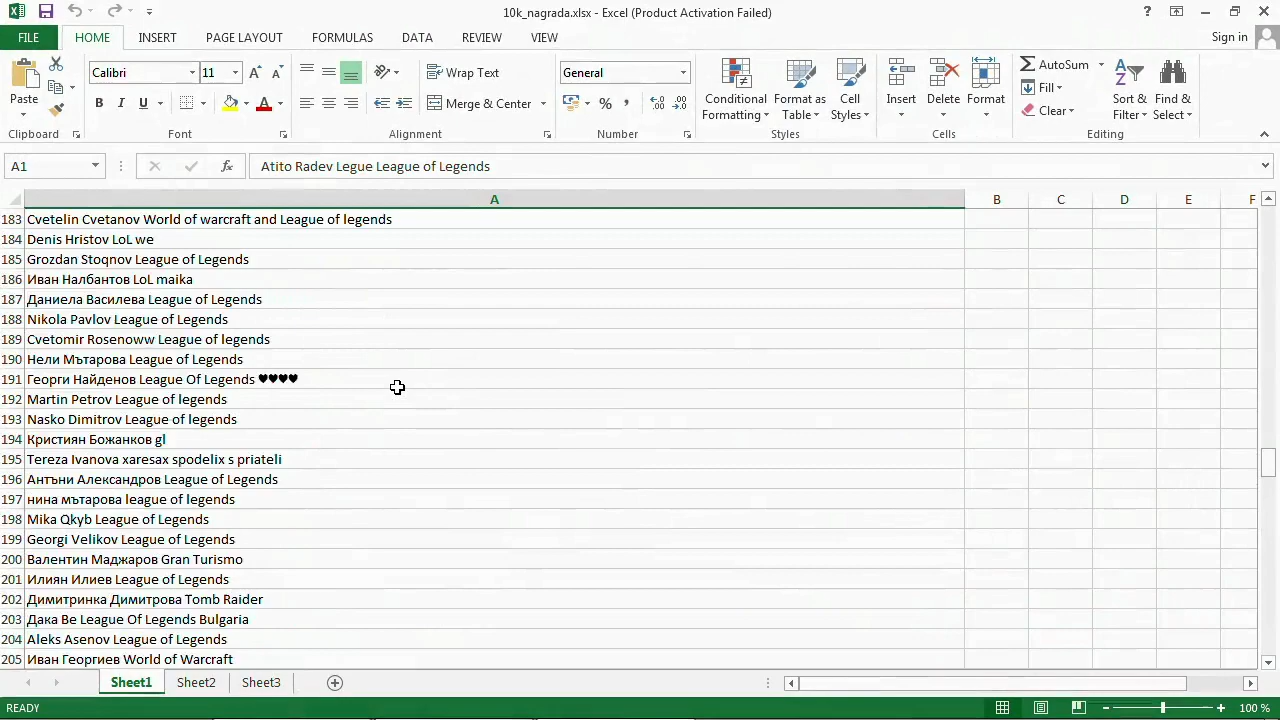 10k_nagrada.xlsx - Excel (Product Activation Failed)
FILE HOME INSERT PAGE LAYOUT FORMULAS DATA REVIEW VIEW Sign in
Calibri 11 Wrap Text General AutoSum
Paste B I U Merge & Center % Conditional Formatting Format as Table Cell Styles Insert Delete Format Fill Sort & Filter Find & Select
Clear
Clipboard Font Alignment Number Styles Cells Editing
A1 fx Atito Radev Legue League of Legends
A B C D E F
183 Cvetelin Cvetanov World of warcraft and League of legends
184 Denis Hristov LoL we
185 Grozdan Stoqnov League of Legends
186 Иван Налбантов LoL maika
187 Даниела Василева League of Legends
188 Nikola Pavlov League of Legends
189 Cvetomir Rosenoww League of legends
190 Нели Мътарова League of Legends
191 Георги Найденов League Of Legends ♥♥♥♥
192 Martin Petrov League of legends
193 Nasko Dimitrov League of legends
194 Кристиян Божанков gl
195 Tereza Ivanova xaresax spodelix s priateli
196 Антъни Александров League of Legends
197 нина мътарова league of legends
198 Mika Qkyb League of Legends
199 Georgi Velikov League of Legends
200 Валентин Маджаров Gran Turismo
201 Илиян Илиев League of Legends
202 Димитринка Димитрова Tomb Raider
203 Дака Ве League Of Legends Bulgaria
204 Aleks Asenov League of Legends
205 Иван Георгиев World of Warcraft
Sheet1 Sheet2 Sheet3
READY 100 %